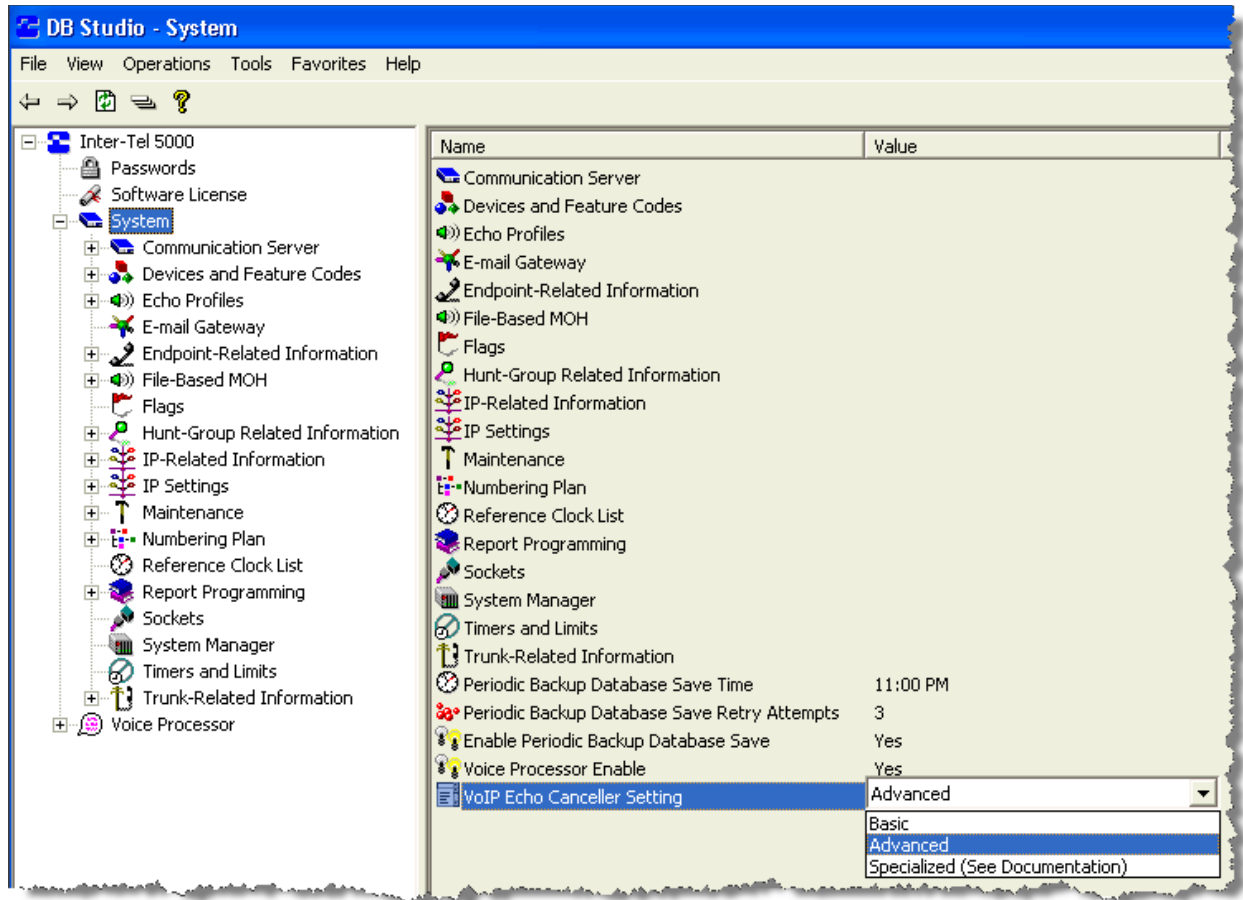 DB Studio - System
File View Operations Tools Favorites Help
Inter-Tel 5000
Passwords
Software License
System
Communication Server
Devices and Feature Codes
Echo Profiles
E-mail Gateway
Endpoint-Related Information
File-Based MOH
Flags
Hunt-Group Related Information
IP-Related Information
IP Settings
Maintenance
Numbering Plan
Reference Clock List
Report Programming
Sockets
System Manager
Timers and Limits
Trunk-Related Information
Voice Processor
Name Value
Communication Server
Devices and Feature Codes
Echo Profiles
E-mail Gateway
Endpoint-Related Information
File-Based MOH
Flags
Hunt-Group Related Information
IP-Related Information
IP Settings
Maintenance
Numbering Plan
Reference Clock List
Report Programming
Sockets
System Manager
Timers and Limits
Trunk-Related Information
Periodic Backup Database Save Time 11:00 PM
Periodic Backup Database Save Retry Attempts 3
Enable Periodic Backup Database Save Yes
Voice Processor Enable Yes
VoIP Echo Canceller Setting Advanced
Basic
Advanced
Specialized (See Documentation)